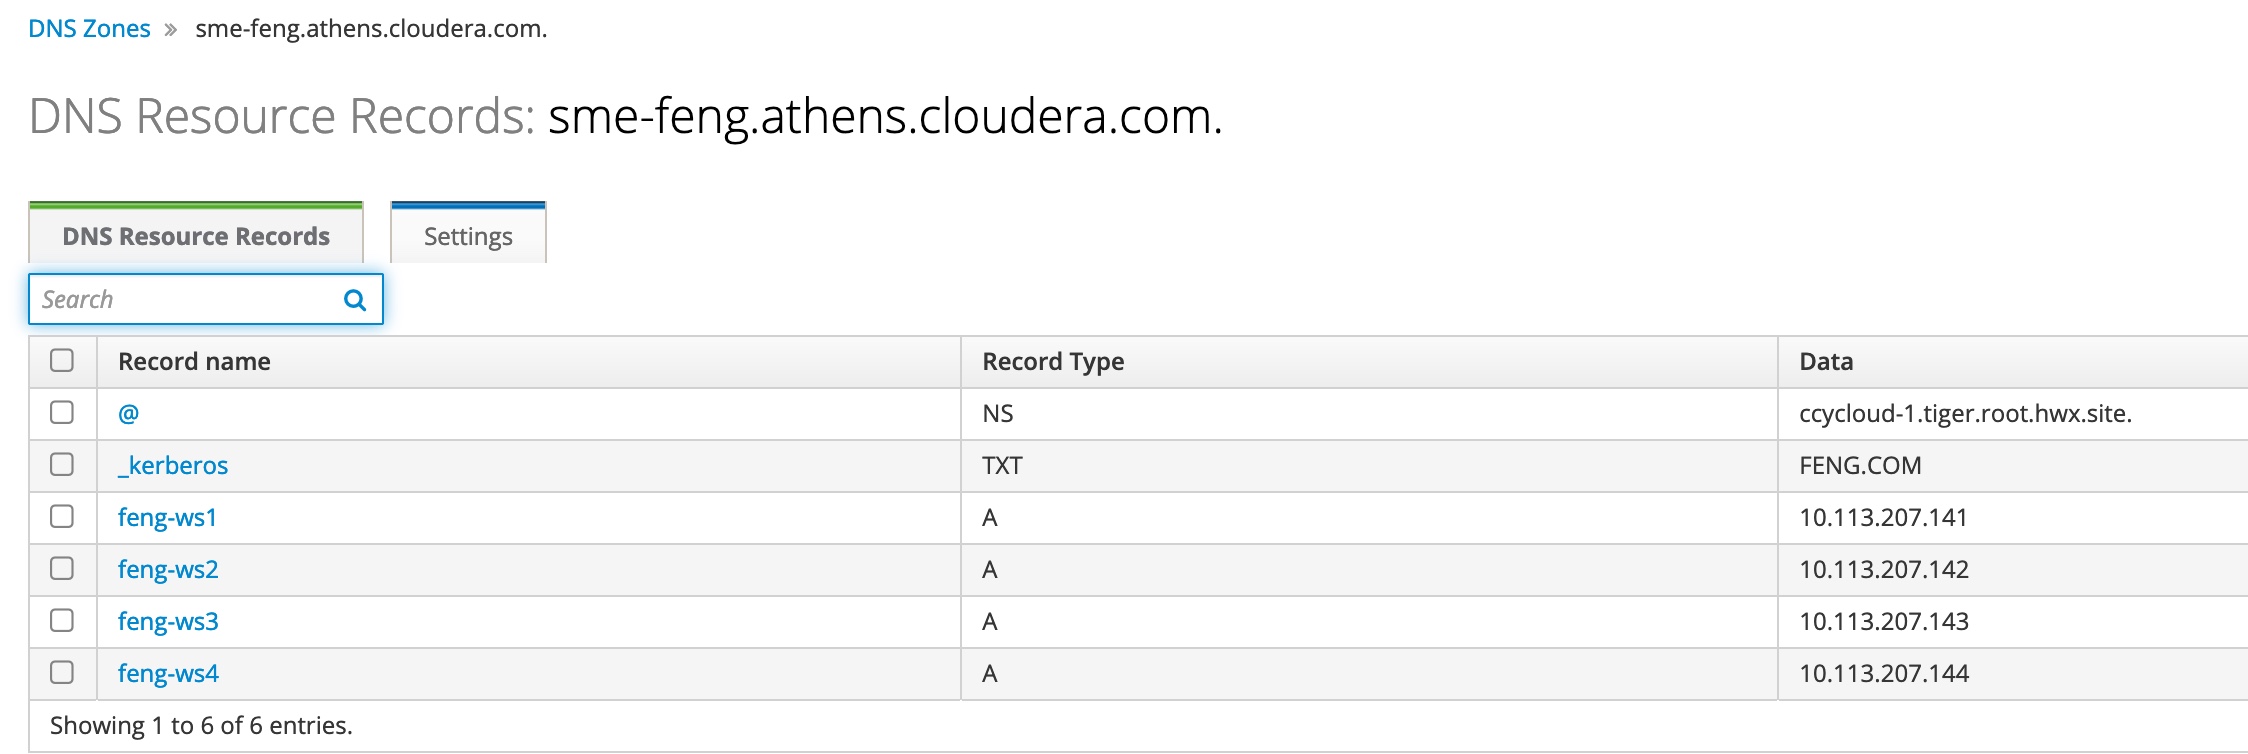 DNS Zones » sme-feng.athens.cloudera.com.
DNS Resource Records: sme-feng.athens.cloudera.com.
DNS Resource Records Settings
Search
Record name Record Type Data
@ NS ccycloud-1.tiger.root.hwx.site.
_kerberos TXT FENG.COM
feng-ws1 A 10.113.207.141
feng-ws2 A 10.113.207.142
feng-ws3 A 10.113.207.143
feng-ws4 A 10.113.207.144
Showing 1 to 6 of 6 entries.